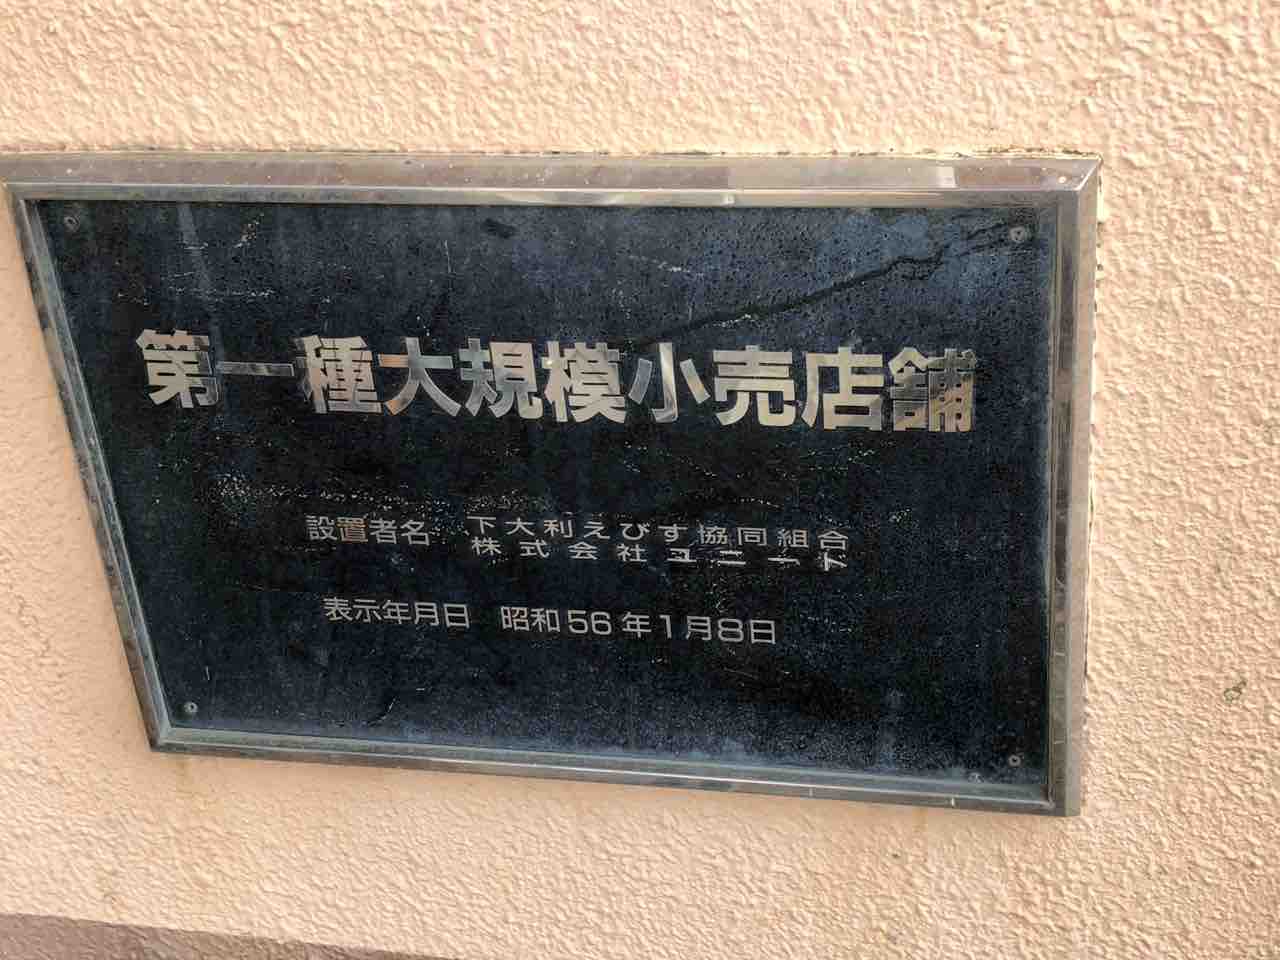 第一種大規模小売店舗
設置者名 下大利えびす協同組合
株式会社ユニード
表示年月日 昭和56年1月8日